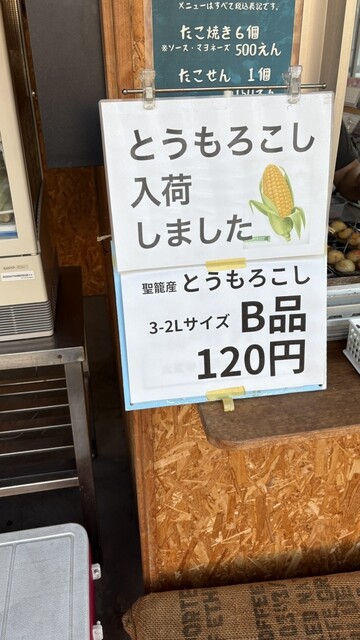 メニューはすべて税込表記です。
たこ焼き6個
※ソース・マヨネーズ 500えん
たこせん 1個
とうもろこし
入荷
しました
聖籠産 とうもろこし
3-2Lサイズ B品
120円